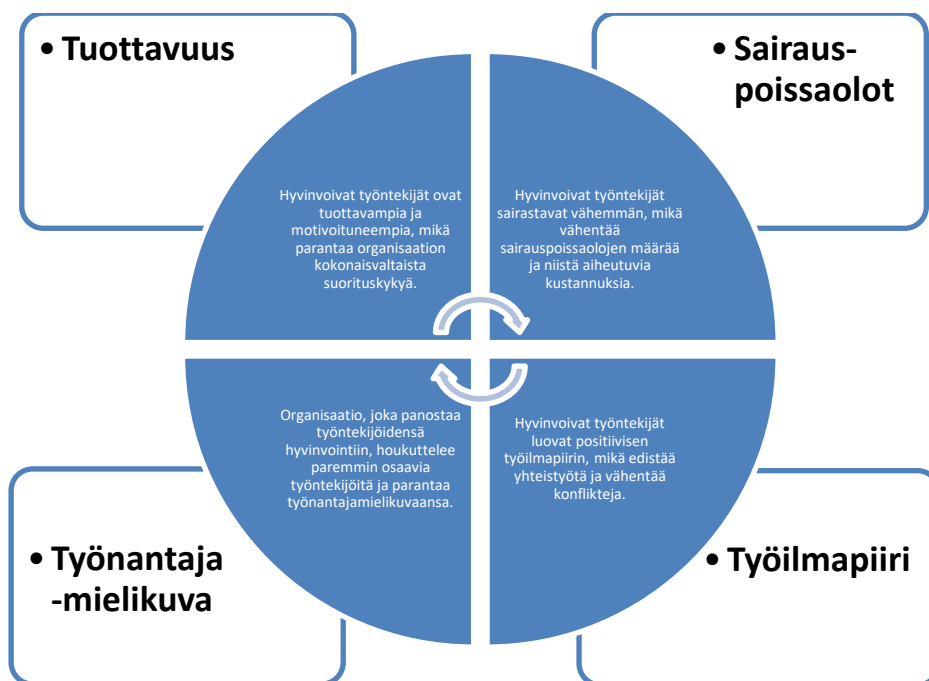 • Tuottavuus
Hyvinvoivat työntekijät ovat
tuottavampia ja
motivoituneempia, mikä
parantaa organisaation
kokonaisvaltaista
suorituskykyä.
• Sairaus-
poissaolot
Hyvinvoivat työntekijät
sairastavat vähemmän, mikä
vähentää
sairauspoissaolojen määrää
ja niistä aiheutuvia
kustannuksia.
Organisaatio, joka panostaa
työntekijöidensä
hyvinvointiin, houkuttelee
paremmin osaavia
työntekijöitä ja parantaa
työnantajamielikuvaansa.
• Työnantaja
-mielikuva
Hyvinvoivat työntekijät
luovat positiivisen
työilmapiirin, mikä edistää
yhteistyötä ja vähentää
konflikteja.
• Työilmapiiri